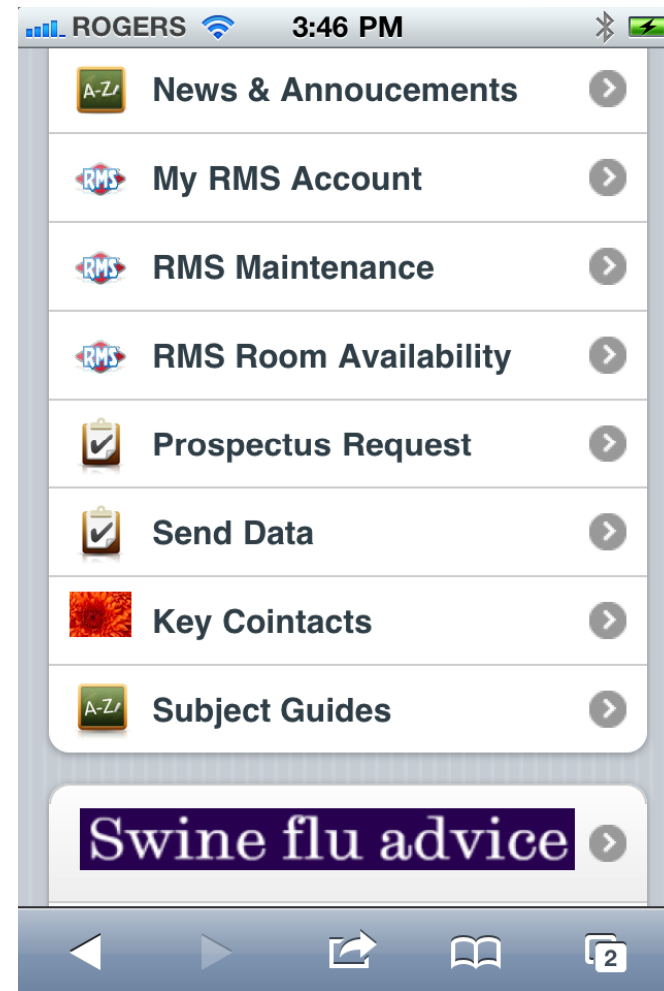 ROGERS 3:46 PM
A-Z News & Annoucements
RMS My RMS Account
RMS RMS Maintenance
RMS RMS Room Availability
Prospectus Request
Send Data
Key Cointacts
A-Z Subject Guides
Swine flu advice
2